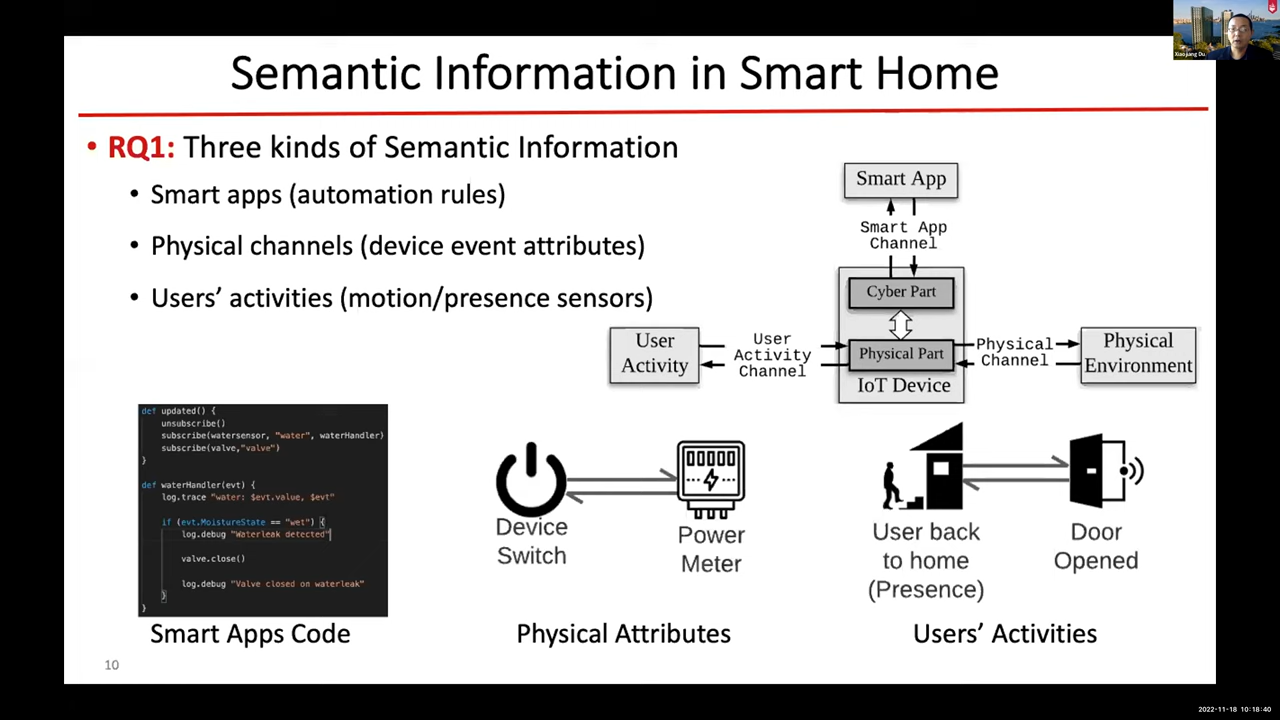 Xiaojiang Du
Semantic Information in Smart Home
• RQ1: Three kinds of Semantic Information
• Smart apps (automation rules)
• Physical channels (device event attributes)
• Users’ activities (motion/presence sensors)
Smart App
Smart App
Channel
Cyber Part
Physical Part
IoT Device
User
Activity
User
Activity
Channel
Physical
Channel
Physical
Environment
def updated() {
unsubscribe()
subscribe(watersensor, "water", waterHandler)
subscribe(valve,"valve")
}
def waterHandler(evt) {
log.trace "water: $evt.value, $evt"
if (evt.MoistureState == "wet") {
log.debug "Waterleak detected"
valve.close()
log.debug "Valve closed on waterleak"
}
}
Smart Apps Code
Device
Switch
Power
Meter
Physical Attributes
User back
to home
(Presence)
Door
Opened
Users’ Activities
10
2022-11-18 10:18:40